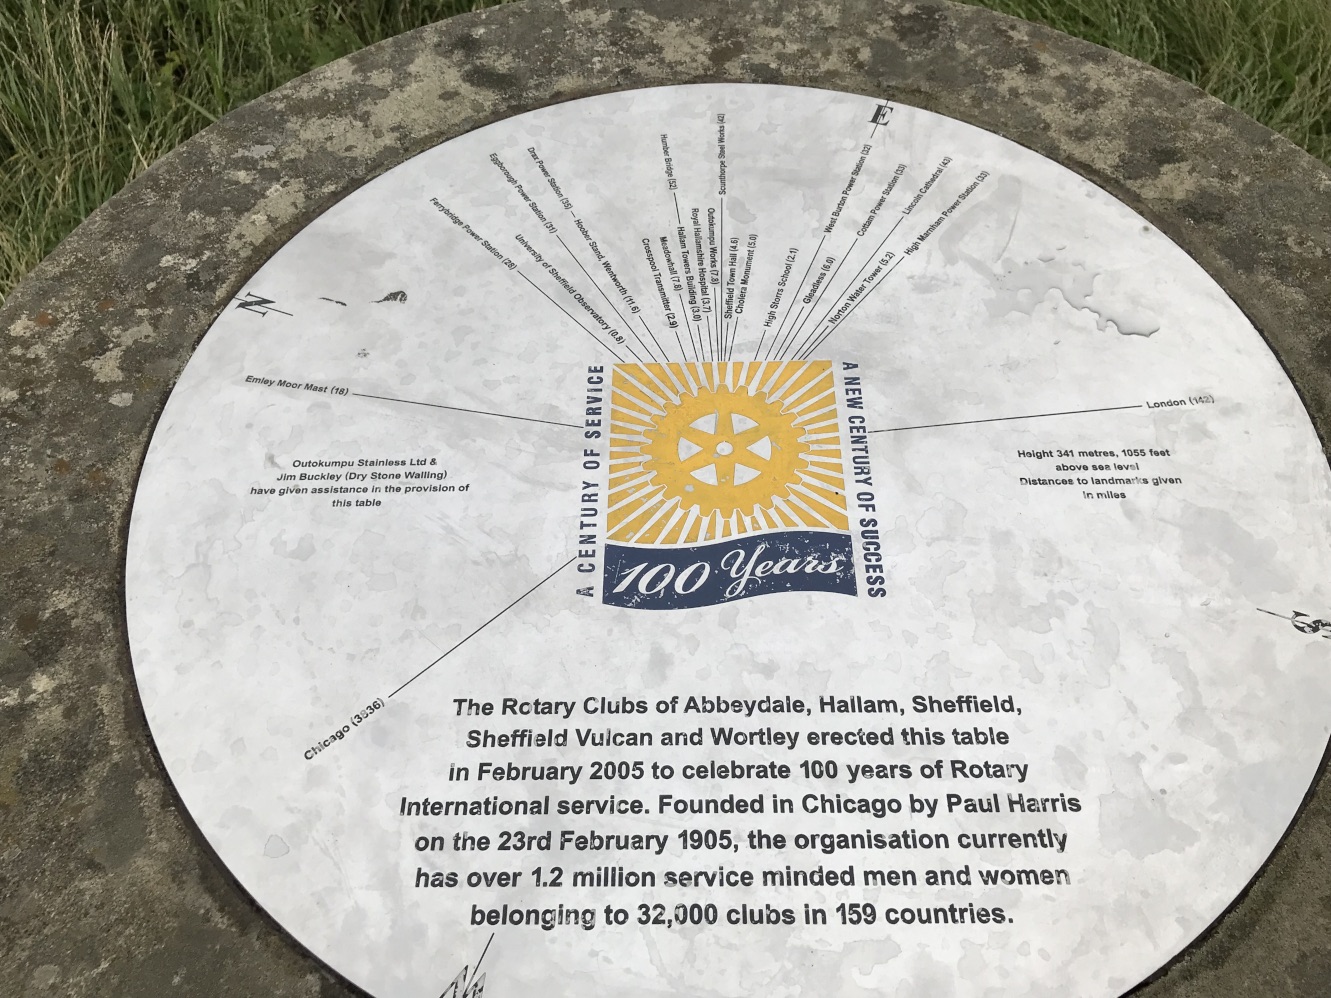 E
N
Ferrybridge Power Station (28)
Eggborough Power Station (31)
Drax Power Station (35)
University of Sheffield Observatory (0.8)
Hoober Stand, Wentworth (11.6)
Humber Bridge (52)
Crosspool Transmitter (2.9)
Meadowhall (7.6)
Hallam Towers Building (3.0)
Royal Hallamshire Hospital (3.7)
Outokumpu Works (7.8)
Scunthorpe Steel Works (42)
Sheffield Town Hall (4.6)
Cholera Monument (5.0)
High Storrs School (2.1)
West Burton Power Station (32)
Gleadless (6.0)
Cottam Power Station (33)
Lincoln Cathedral (43)
Norton Water Tower (5.2)
High Marnham Power Station (33)
Emley Moor Mast (18)
London (142)
Outokumpu Stainless Ltd &
Jim Buckley (Dry Stone Walling)
have given assistance in the provision of
this table
A CENTURY OF SERVICE
A NEW CENTURY OF SUCCESS
100 Years
Height 341 metres, 1055 feet
above sea level
Distances to landmarks given
in miles
S
Chicago (3836)
The Rotary Clubs of Abbeydale, Hallam, Sheffield,
Sheffield Vulcan and Wortley erected this table
in February 2005 to celebrate 100 years of Rotary
International service. Founded in Chicago by Paul Harris
on the 23rd February 1905, the organisation currently
has over 1.2 million service minded men and women
belonging to 32,000 clubs in 159 countries.
W